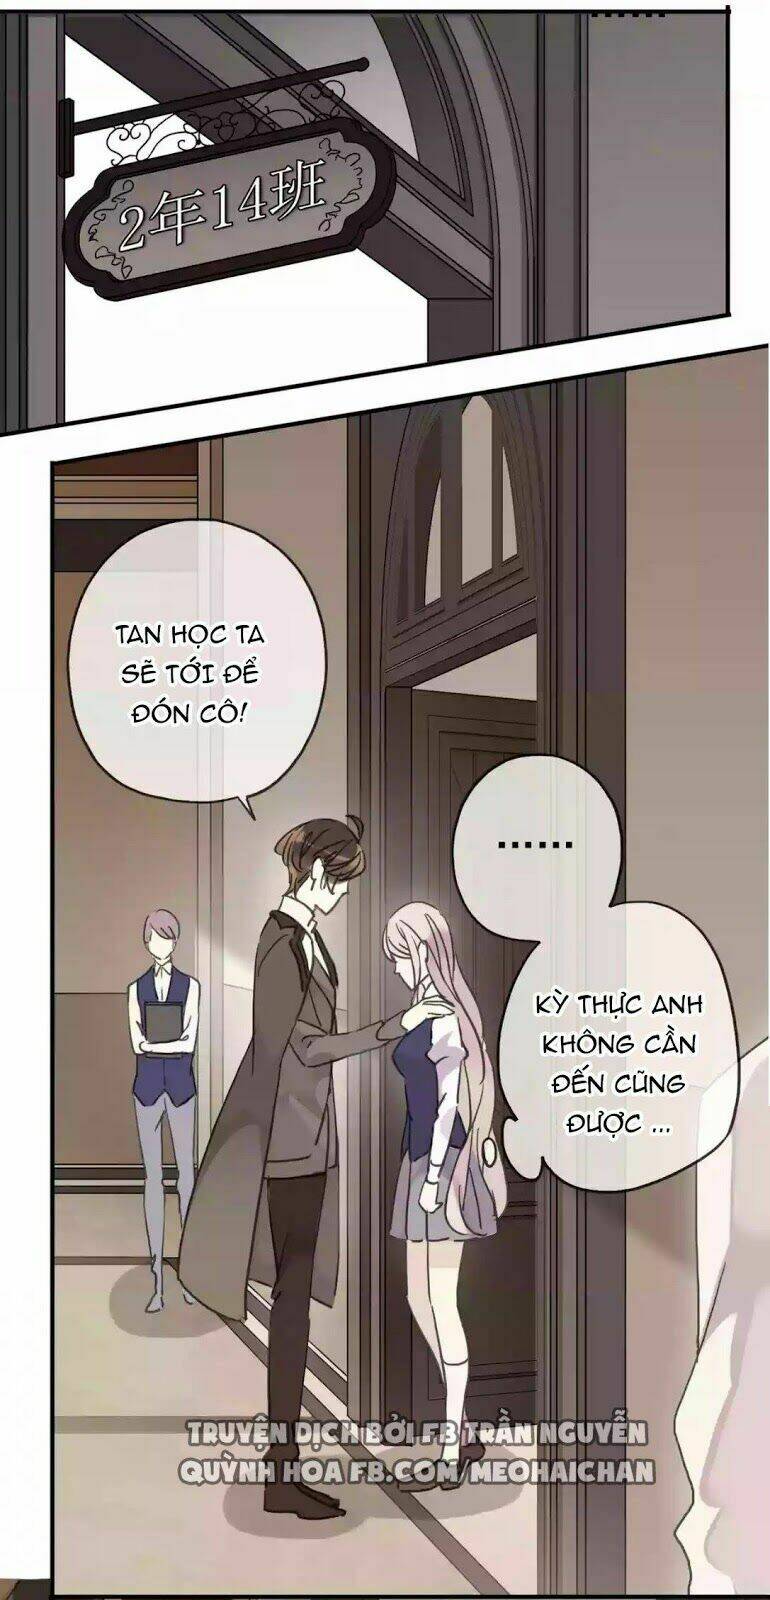 ......
2年14班
TAN HỌC TA
SẼ TỚI ĐỂ
ĐÓN CÔ!
......
KỲ THỰC ANH
KHÔNG CẦN
ĐẾN CŨNG
ĐƯỢC ...
TRUYỆN DỊCH BỞI FB TRẦN NGUYỄN
QUỲNH HOA FB.COM/MEOHAICHAN